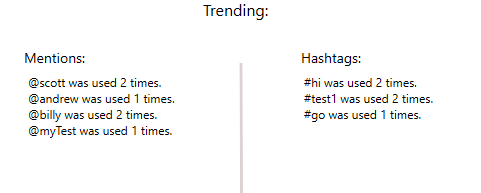 Trending:
Mentions:
@scott was used 2 times.
@andrew was used 1 times.
@billy was used 2 times.
@myTest was used 1 times.
Hashtags:
#hi was used 2 times.
#test1 was used 2 times.
#go was used 1 times.